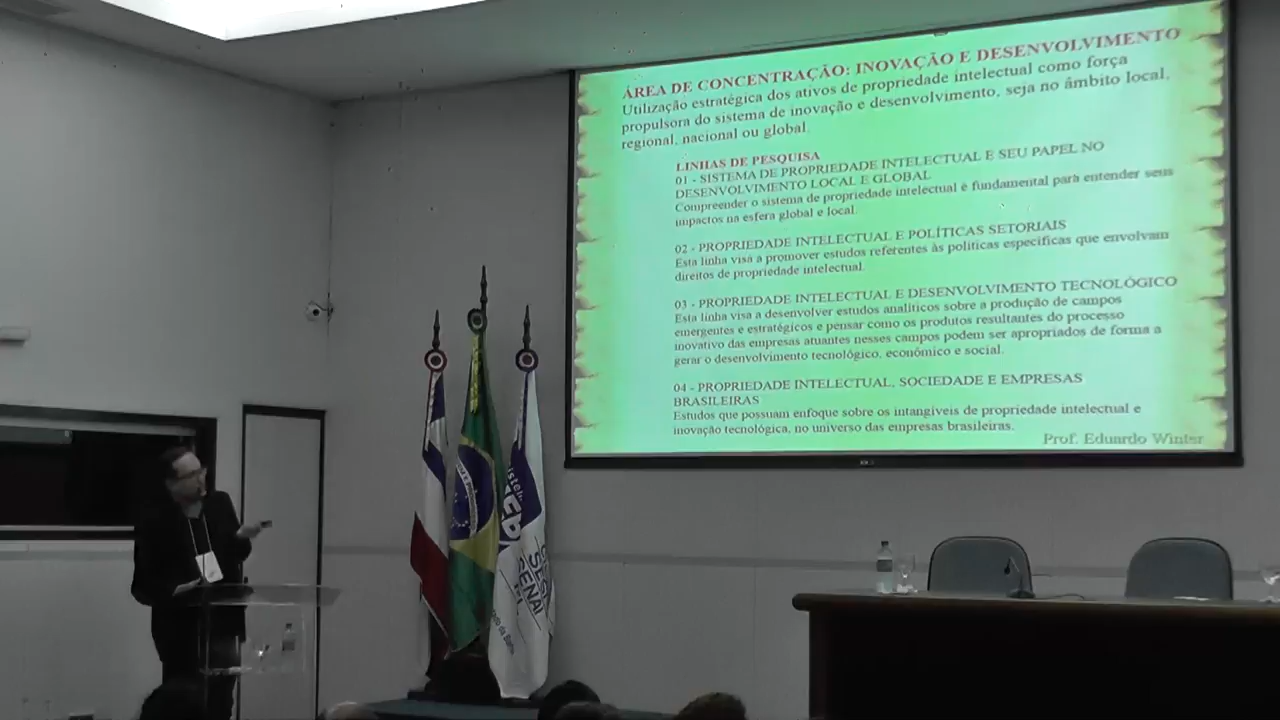 ÁREA DE CONCENTRAÇÃO: INOVAÇÃO E DESENVOLVIMENTO
Utilização estratégica dos ativos de propriedade intelectual como força
propulsora do sistema de inovação e desenvolvimento, seja no âmbito local,
regional, nacional ou global.
LINHAS DE PESQUISA
01 - SISTEMA DE PROPRIEDADE INTELECTUAL E SEU PAPEL NO
DESENVOLVIMENTO LOCAL E GLOBAL
Compreender o sistema de propriedade intelectual é fundamental para entender seus
impactos na esfera global e local.
02 - PROPRIEDADE INTELECTUAL E POLÍTICAS SETORIAIS
Esta linha visa a promover estudos referentes às políticas específicas que envolvam
direitos de propriedade intelectual.
03 - PROPRIEDADE INTELECTUAL E DESENVOLVIMENTO TECNOLÓGICO
Esta linha visa a desenvolver estudos analíticos sobre a produção de campos
emergentes e estratégicos e pensar como os produtos resultantes do processo
inovativo das empresas atuantes nesses campos podem ser apropriados de forma a
gerar o desenvolvimento tecnológico, econômico e social.
04 - PROPRIEDADE INTELECTUAL, SOCIEDADE E EMPRESAS
BRASILEIRAS
Estudos que possuam enfoque sobre os intangíveis de propriedade intelectual e
inovação tecnológica, no universo das empresas brasileiras.
Prof. Eduardo Winter
SESI
SENAI